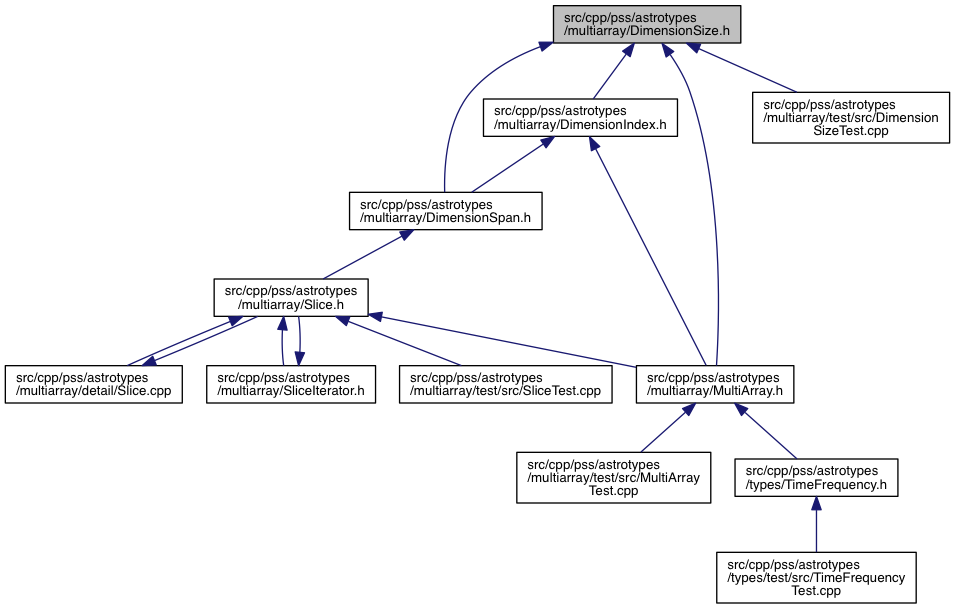 src/cpp/pss/astrotypes
/multiarray/DimensionSize.h
src/cpp/pss/astrotypes
/multiarray/DimensionIndex.h
src/cpp/pss/astrotypes
/multiarray/test/src/Dimension
SizeTest.cpp
src/cpp/pss/astrotypes
/multiarray/DimensionSpan.h
src/cpp/pss/astrotypes
/multiarray/Slice.h
src/cpp/pss/astrotypes
/multiarray/detail/Slice.cpp
src/cpp/pss/astrotypes
/multiarray/SliceIterator.h
src/cpp/pss/astrotypes
/multiarray/test/src/SliceTest.cpp
src/cpp/pss/astrotypes
/multiarray/MultiArray.h
src/cpp/pss/astrotypes
/multiarray/test/src/MultiArray
Test.cpp
src/cpp/pss/astrotypes
/types/TimeFrequency.h
src/cpp/pss/astrotypes
/types/test/src/TimeFrequency
Test.cpp